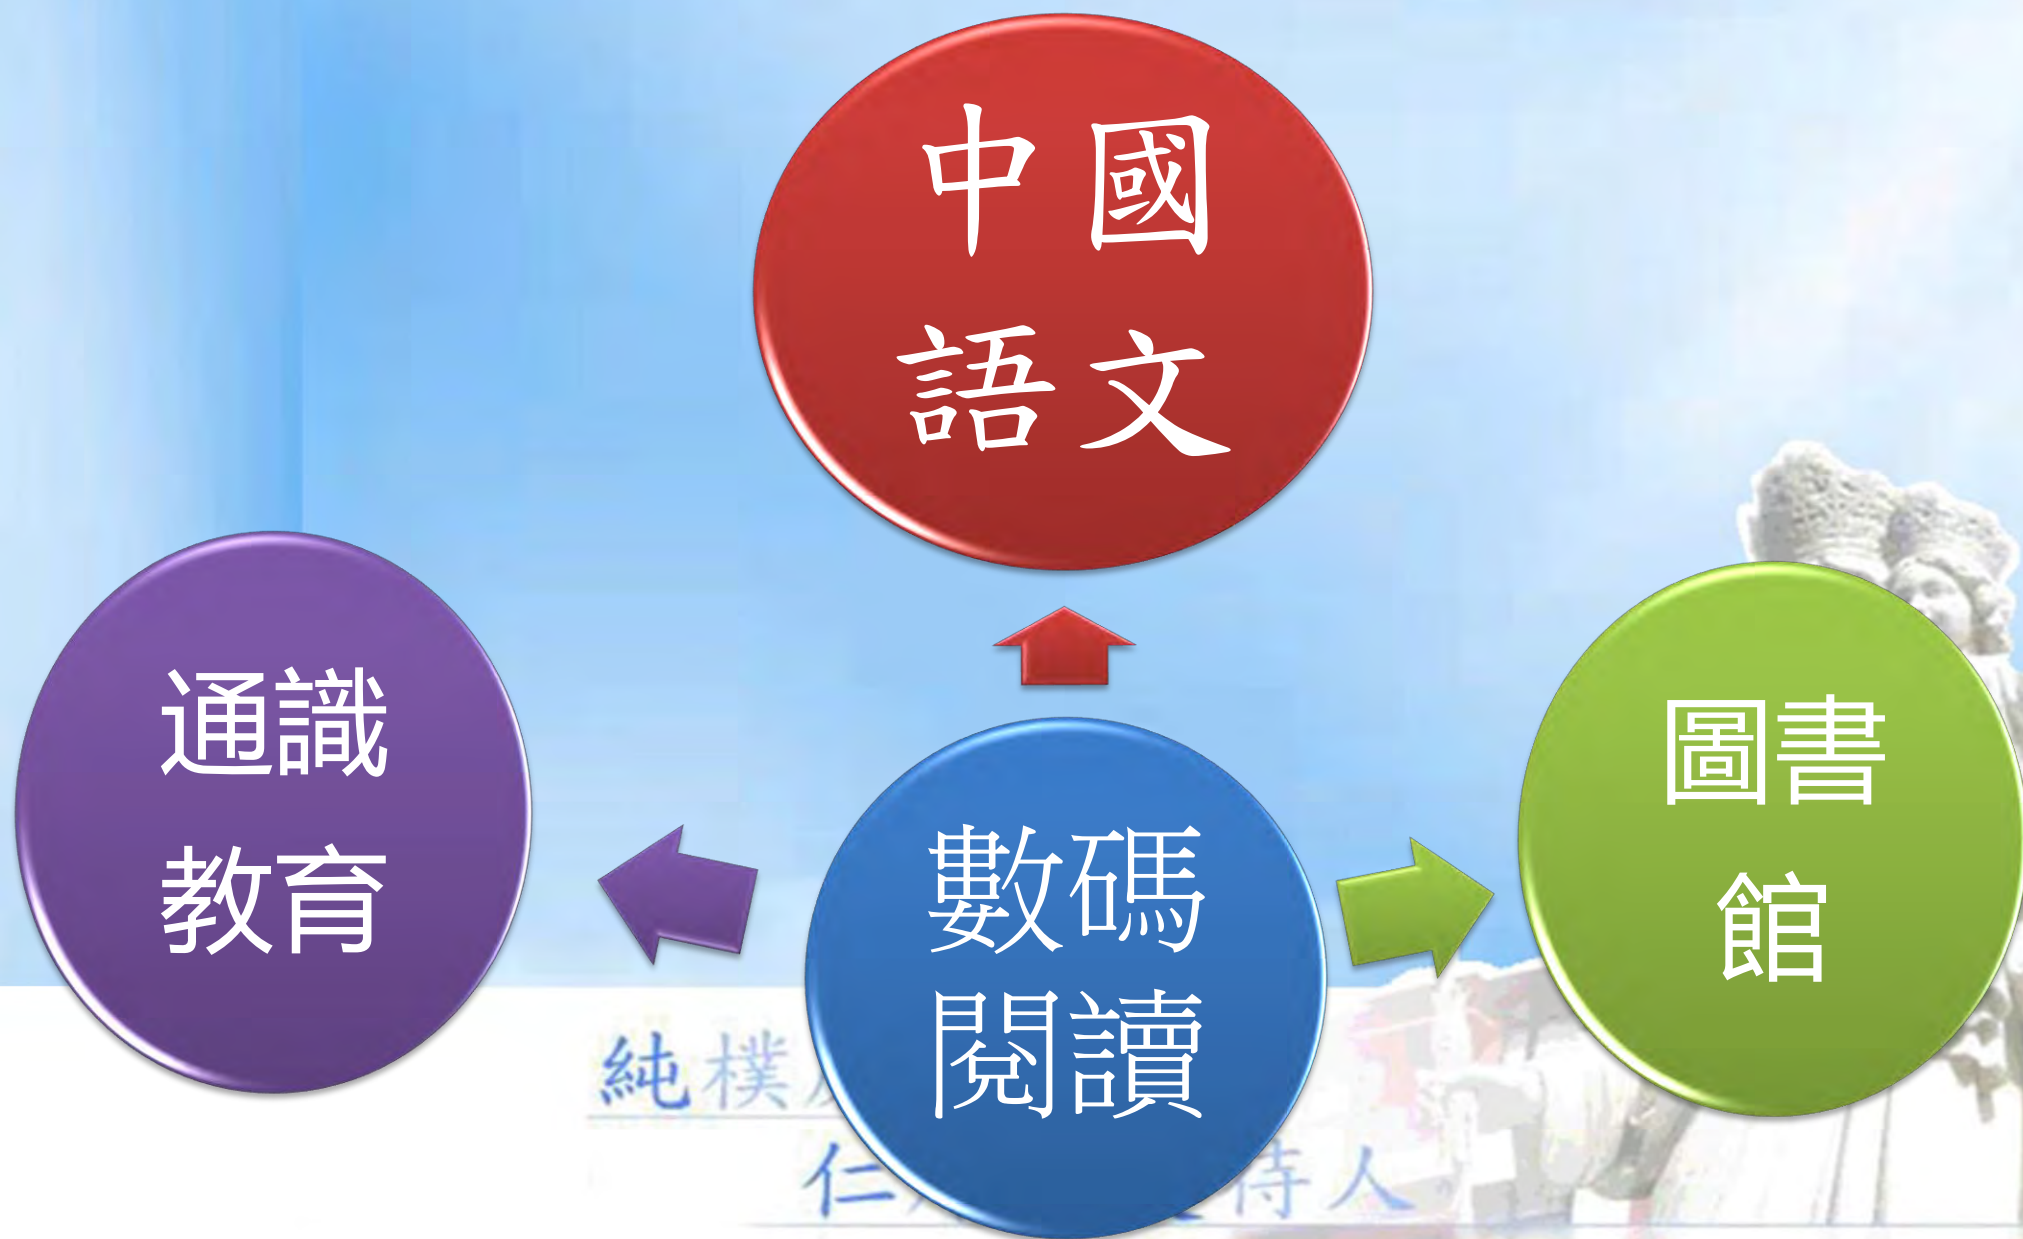 中國
語文
通識
教育
數碼
閱讀
圖書
館
純樸
仁
待人